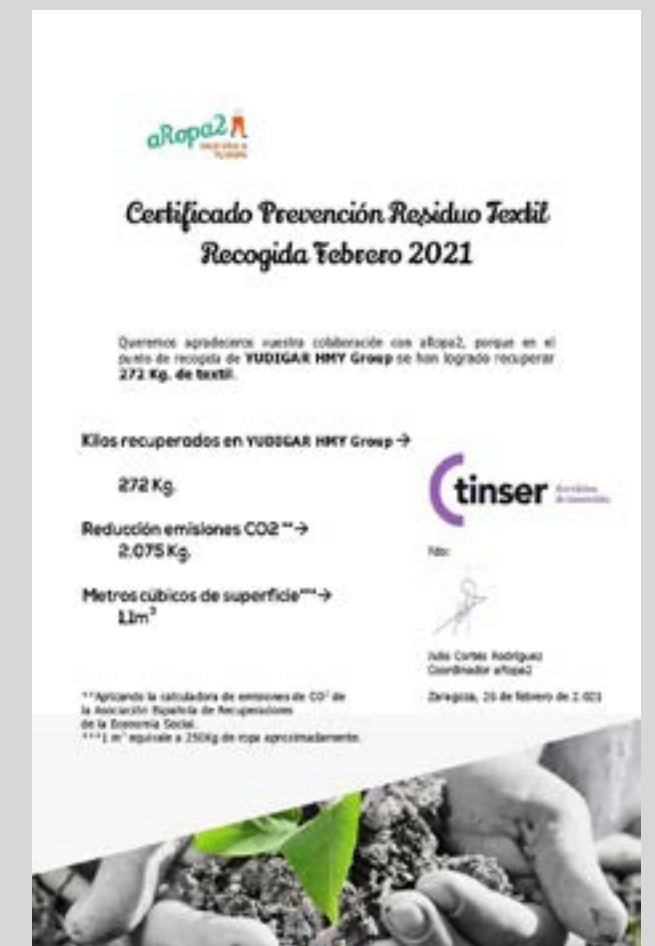 aRopa2
Certificado Prevención Residuo Textil
Recogida Febrero 2021
Queremos agradeceros vuestra colaboración con aRopa2, porque en el
punto de recogida de YUDIGAR HMY Group se han logrado recuperar
272 Kg. de textil.
Kilos recuperados en YUDIGAR HMY Group →
272 Kg.
tinser
Reducción emisiones CO2 **→
2.075 Kg.
Fdo:
Metros cúbicos de superficie***→
1.1m³
Julio Cortés Rodríguez
Coordinador aRopa2
Zaragoza, 26 de febrero de 2.021
**Aplicando la calculadora de emisiones de CO² de
la Asociación Española de Recuperadores
de la Economía Social.
***1 m³ equivale a 250Kg de ropa aproximadamente.